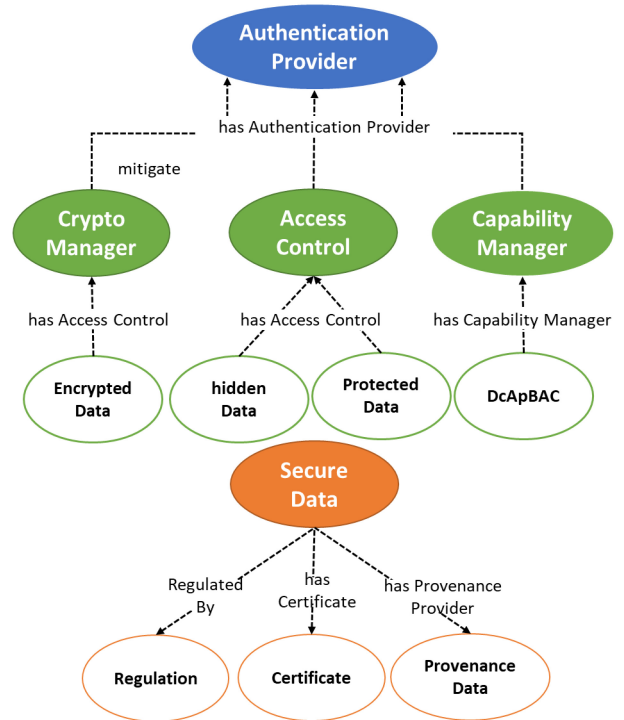 Authentication
Provider
has Authentication Provider
mitigate
Crypto
Manager
Access
Control
Capability
Manager
has Access Control
has Access Control
has Capability Manager
Encrypted
Data
hidden
Data
Protected
Data
DcApBAC
Secure
Data
Regulated
By
has
Certificate
has Provenance
Provider
Regulation
Certificate
Provenance
Data